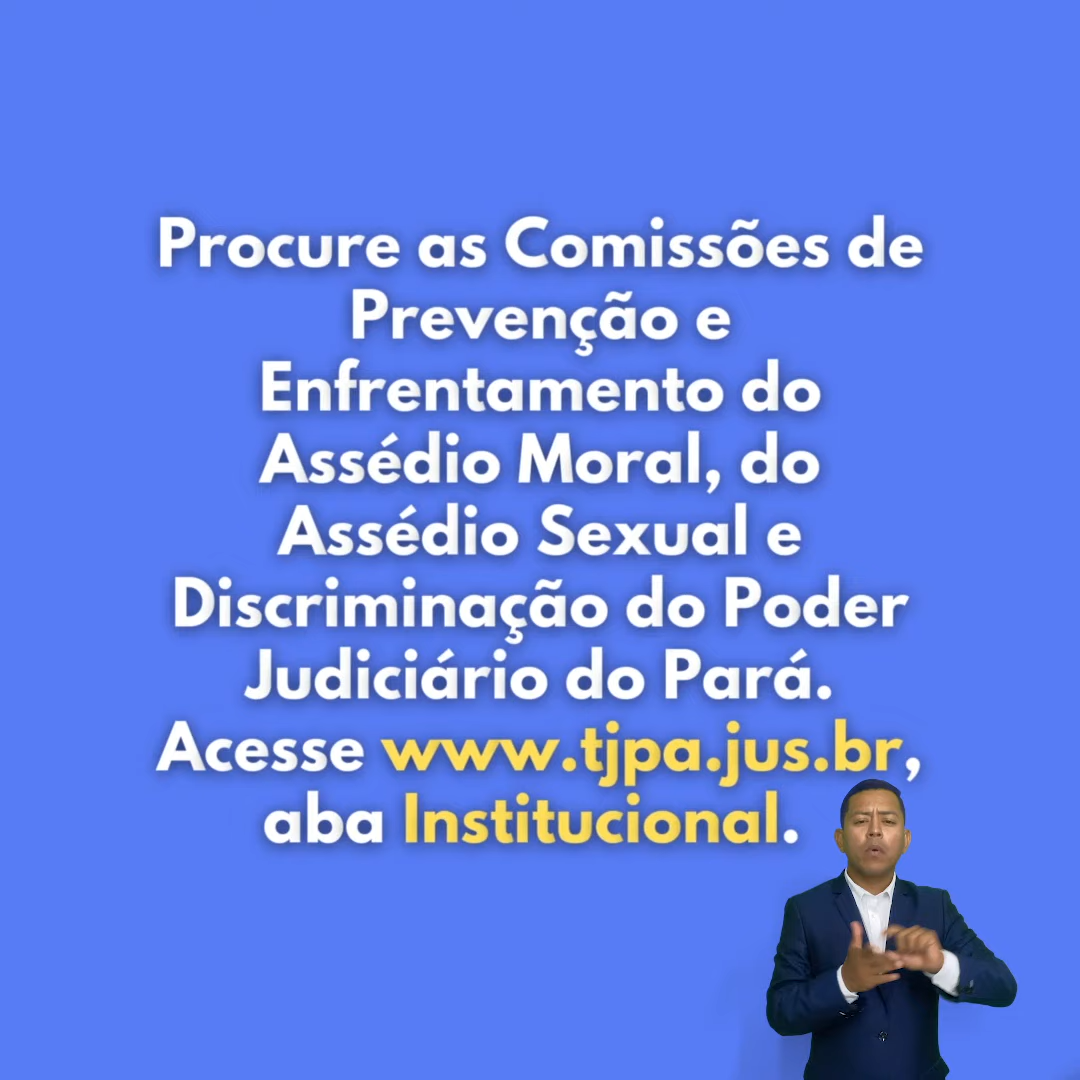 Procure as Comissões de
Prevenção e
Enfrentamento do
Assédio Moral, do
Assédio Sexual e
Discriminação do Poder
Judiciário do Pará.
Acesse www.tjpa.jus.br,
aba Institucional.